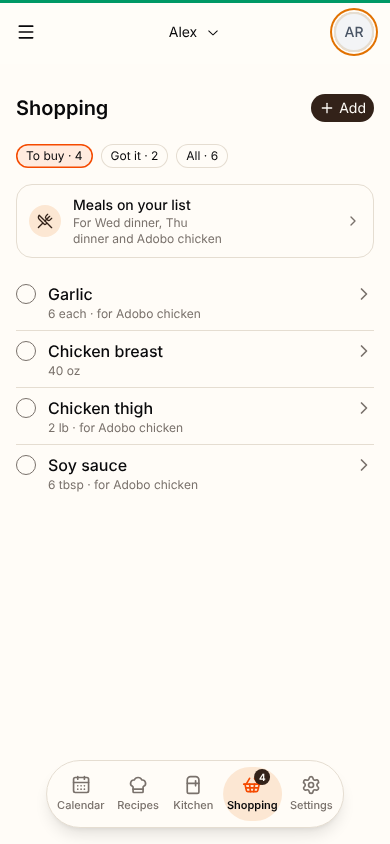 Alex
AR
Shopping
+ Add
To buy · 4
Got it · 2
All · 6
Meals on your list
For Wed dinner, Thu
dinner and Adobo chicken
Garlic
6 each · for Adobo chicken
Chicken breast
40 oz
Chicken thigh
2 lb · for Adobo chicken
Soy sauce
6 tbsp · for Adobo chicken
4
Calendar
Recipes
Kitchen
Shopping
Settings